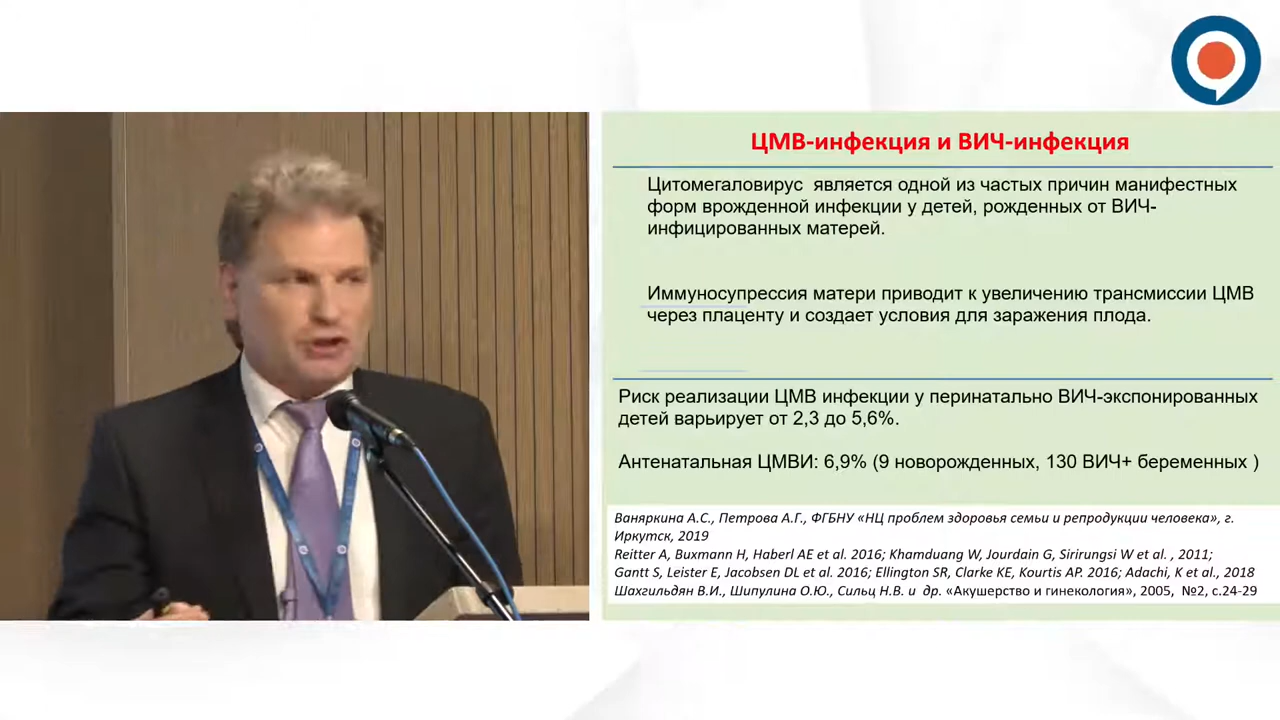 ЦМВ-инфекция и ВИЧ-инфекция
Цитомегаловирус является одной из частых причин манифестных
форм врожденной инфекции у детей, рожденных от ВИЧ-
инфицированных матерей.
Иммуносупрессия матери приводит к увеличению трансмиссии ЦМВ
через плаценту и создает условия для заражения плода.
Риск реализации ЦМВ инфекции у перинатально ВИЧ-экспонированных
детей варьирует от 2,3 до 5,6%.
Антенатальная ЦМВИ: 6,9% (9 новорожденных, 130 ВИЧ+ беременных )
Ваняркина А.С., Петрова А.Г., ФГБНУ «НЦ проблем здоровья семьи и репродукции человека», г.
Иркутск, 2019
Reitter A, Buxmann H, Haberl AE et al. 2016; Khamduang W, Jourdain G, Sirirungsi W et al. , 2011;
Gantt S, Leister E, Jacobsen DL et al. 2016; Ellington SR, Clarke KE, Kourtis AP. 2016; Adachi, K et al., 2018
Шахгильдян В.И., Шипулина О.Ю., Сильц Н.В. и др. «Акушерство и гинекология», 2005, №2, с.24-29